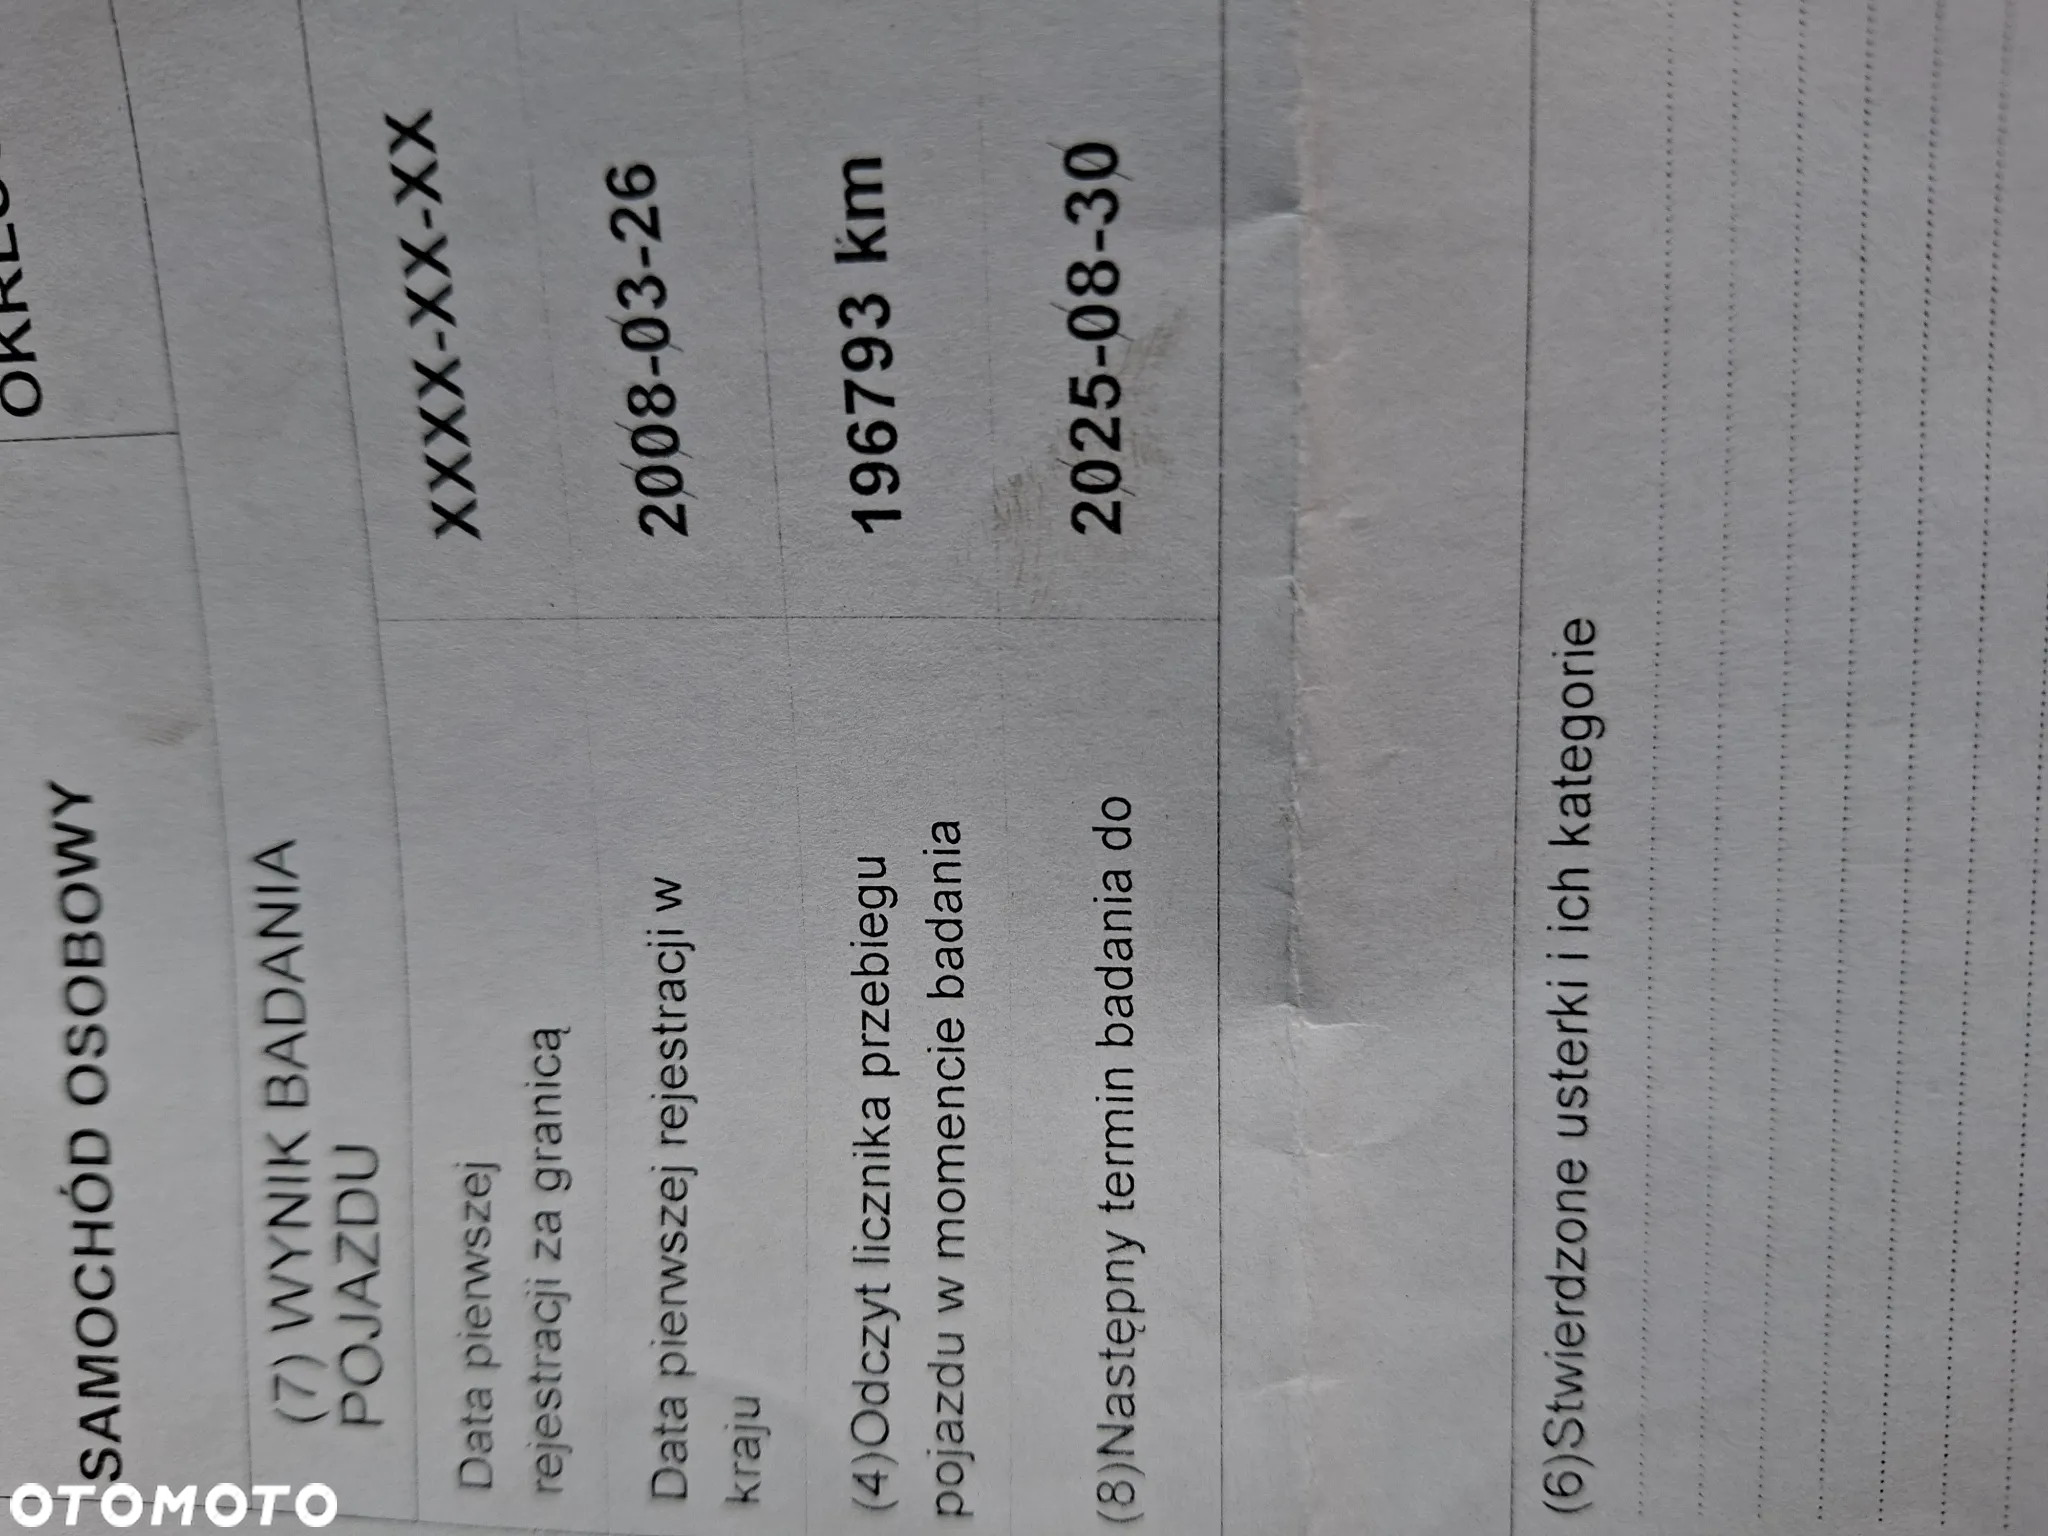 SAMOCHÓD OSOBOWY
(7) WYNIK BADANIA
POJAZDU
Data pierwszej
rejestracji za granicą
XXXX-XX-XX
Data pierwszej rejestracji w
kraju
2008-03-26
(4)Odczyt licznika przebiegu
pojazdu w momencie badania
196793 km
(8)Następny termin badania do
2025-08-30
(6)Stwierdzone usterki i ich kategorie
OTOMOTO